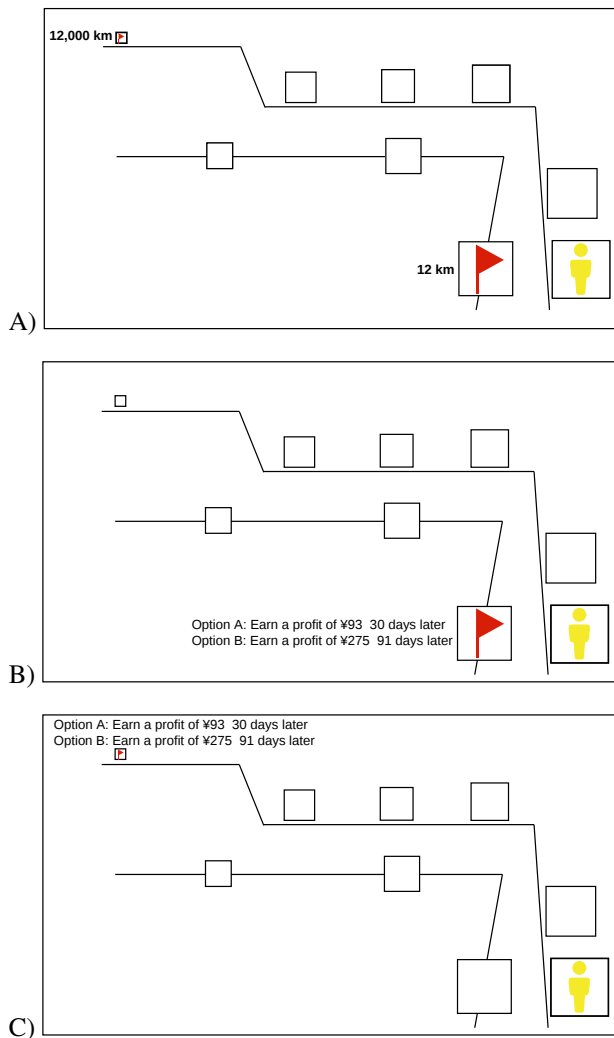 12,000 km
12 km
A)
Option A: Earn a profit of ¥93  30 days later
Option B: Earn a profit of ¥275  91 days later
B)
Option A: Earn a profit of ¥93  30 days later
Option B: Earn a profit of ¥275  91 days later
C)